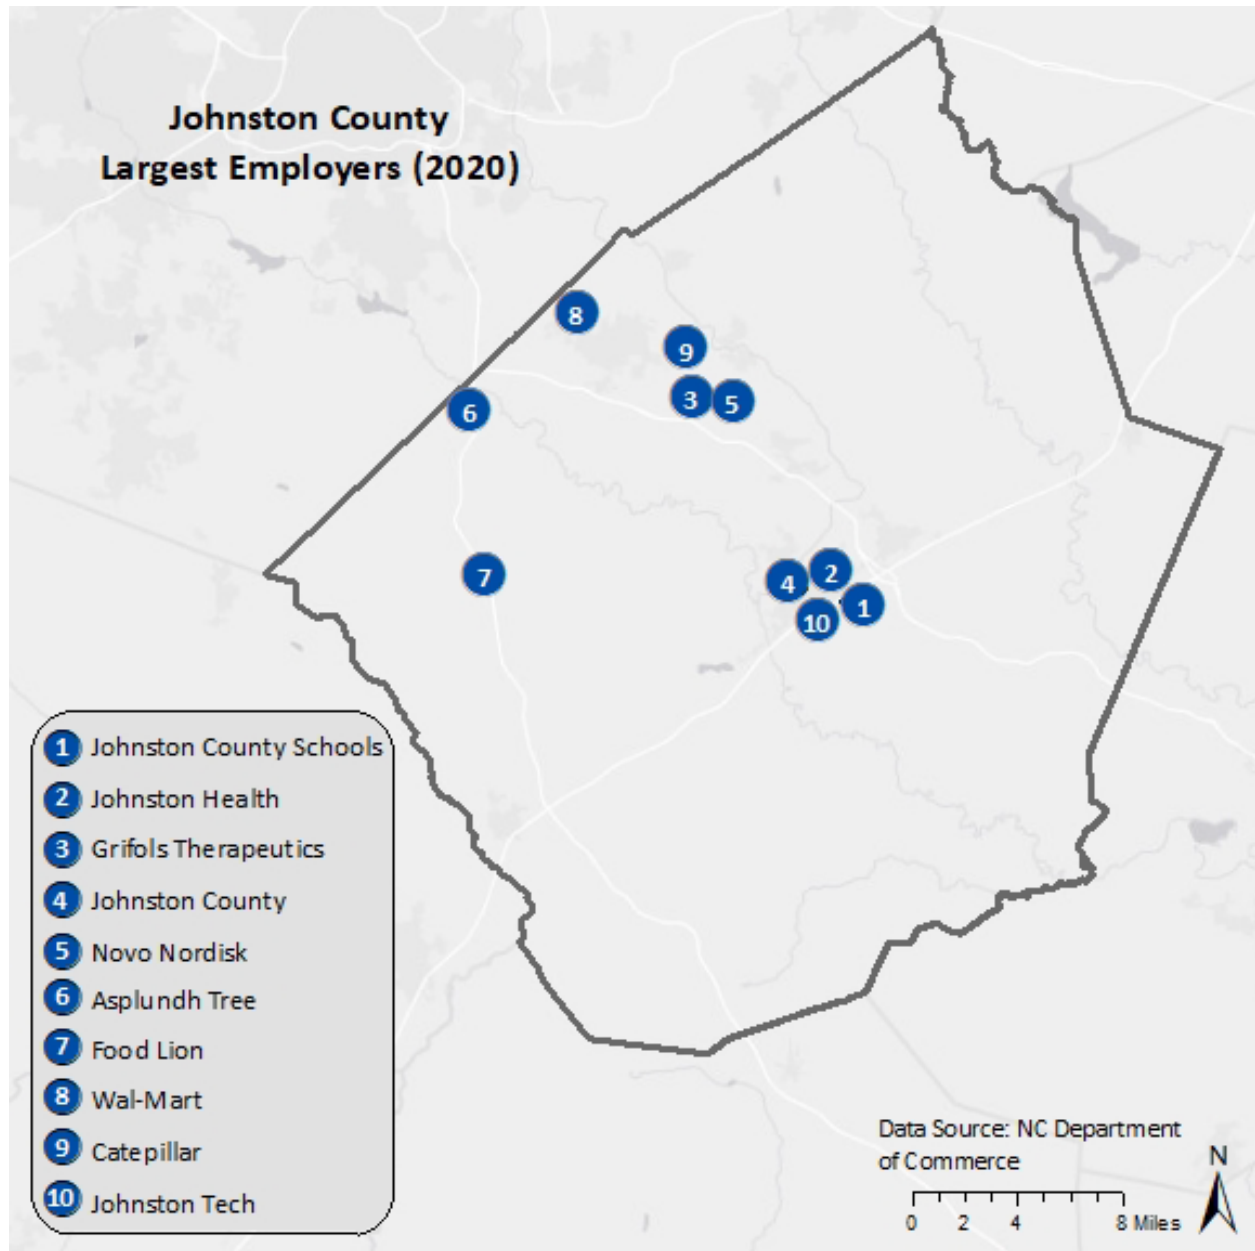 Johnston County
Largest Employers (2020)
8
9
3
5
6
7
4
2
1
10
1 Johnston County Schools
2 Johnston Health
3 Grifols Therapeutics
4 Johnston County
5 Novo Nordisk
6 Asplundh Tree
7 Food Lion
8 Wal-Mart
9 Catepillar
10 Johnston Tech
Data Source: NC Department
of Commerce
N
0 2 4 8 Miles